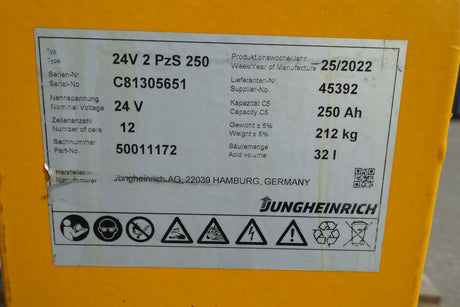 Typ Type 24V 2 PzS 250
Produktionswoche/Jahr Week/Year of Manufacture 25/2022
Serien-Nr. Serial-No. C81305651
Lieferanten-Nr. Supplier-No. 45392
Nennspannung Nominal Voltage 24 V
Kapazität C5 Capacity C5 250 Ah
Zellenanzahl Number of cells 12
Gewicht ± 5% Weight ± 5% 212 kg
Sachnummer Part-No. 50011172
Säuremenge Acid volume 32 l
Hersteller Manufacturer Jungheinrich AG, 22039 HAMBURG, GERMANY
JUNGHEINRICH